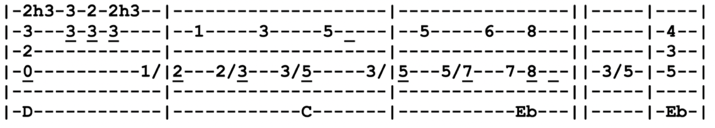 |-2h3-3-2-2h3--|----------------------|------------------||-----|----|
|-3---3-3-3----|--1-----3-----5-_-----|--5-----6---8-----||-----|-4--|
|-2------------|----------------------|------------------||-----|-3--|
|-0----------1/|2---2/3---3/5-----3/|5---5/7---7-8-_-||-3/5-|-5--|
|--------------|----------------------|------------------||-----|----|
|-D------------|------------C---------|-----------Eb-----||-----|-Eb-|